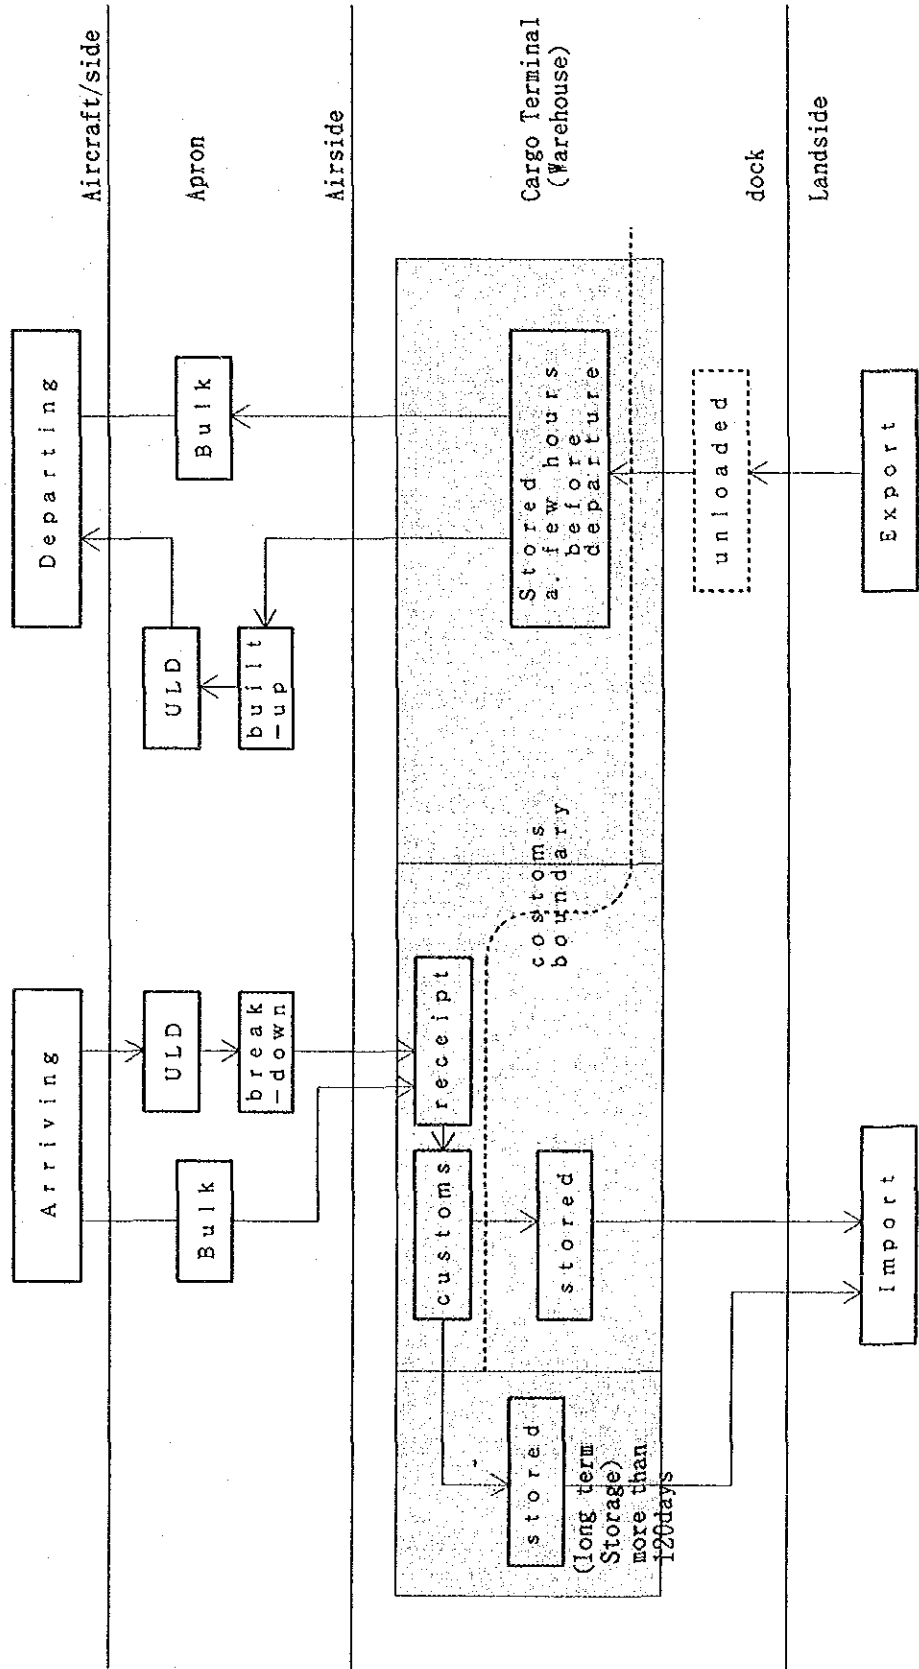 Arriving
Departing
Aircraft/side
Bulk
ULD
ULD
Bulk
Apron
break
-down
built
-up
Airside
customs
receipt
stored
(long term
Storage)
more than
120days
stored
costoms
boundary
Stored
a. few hours
before
departure
Cargo Terminal
(Warehouse)
unloaded
dock
Landside
Import
Export